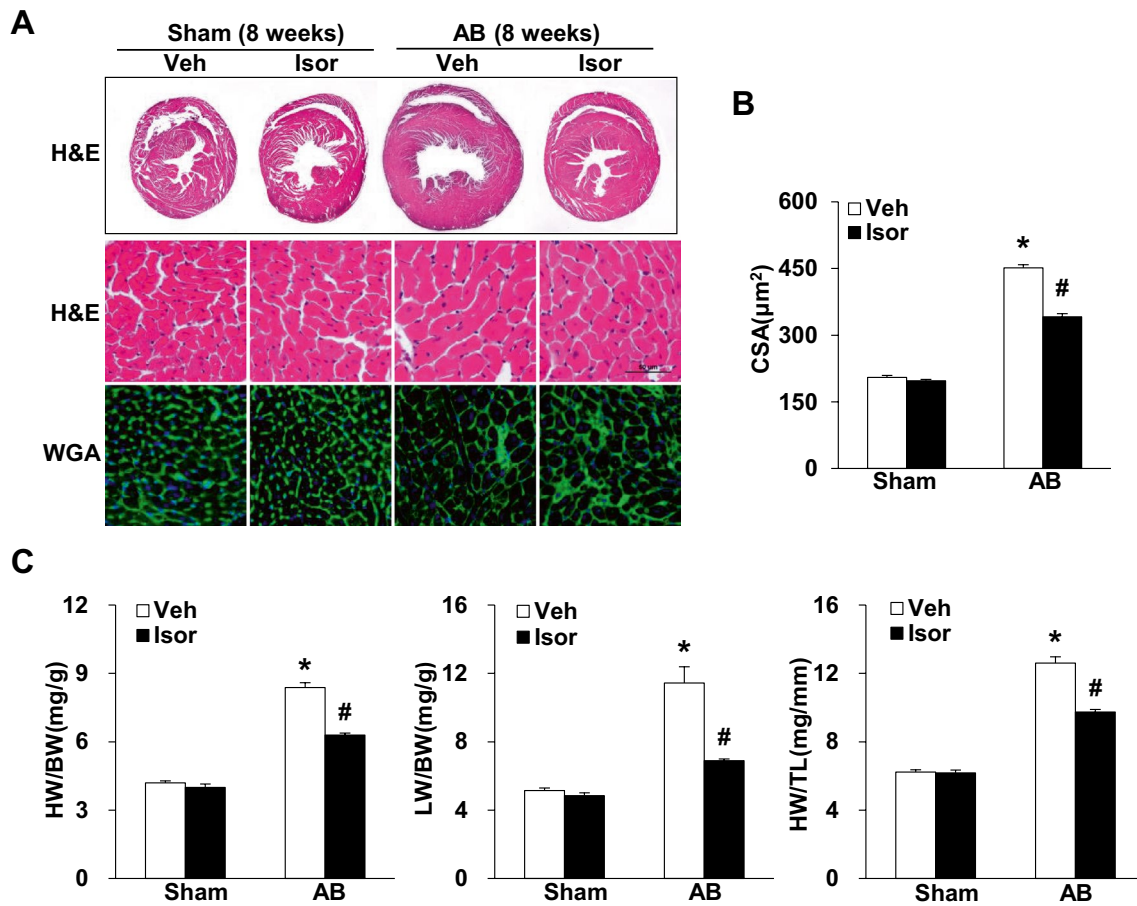 A
Sham (8 weeks) AB (8 weeks)
Veh Isor Veh Isor
H&E
H&E
50 μm
WGA
B
CSA(μm²)
600
450
300
150
0
Veh
Isor
*
#
Sham AB
C
HW/BW(mg/g)
12
9
6
3
0
Veh
Isor
*
#
Sham AB
LW/BW(mg/g)
16
12
8
4
0
Veh
Isor
*
#
Sham AB
HW/TL(mg/mm)
16
12
8
4
0
Veh
Isor
*
#
Sham AB